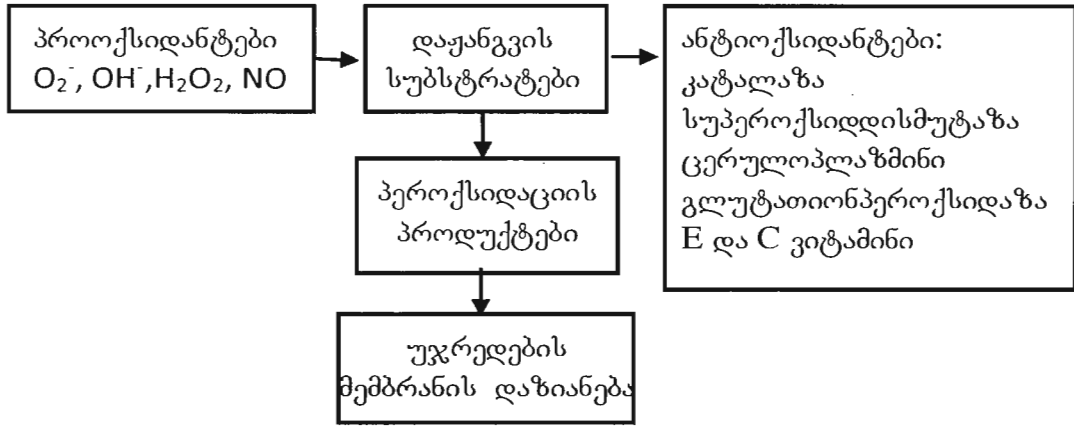 პროოქსიდანტები
O₂⁻, OH⁻,H₂O₂, NO
დაჟანგვის
სუბსტრატები
ანტიოქსიდანტები:
კატალაზა
სუპეროქსიდდისმუტაზა
ცერულოპლაზმინი
გლუტათიონპეროქსიდაზა
E და C ვიტამინი
პეროქსიდაციის
პროდუქტები
უჯრედების
მემბრანის დაზიანება